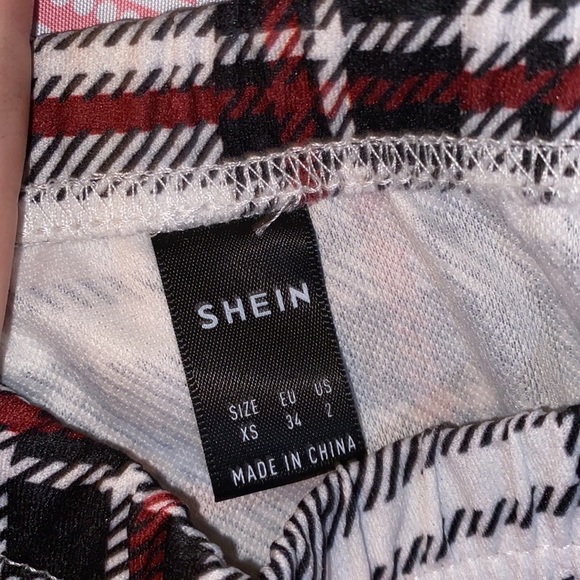 SHEIN
SIZE EU US
XS 34 2
MADE IN CHINA